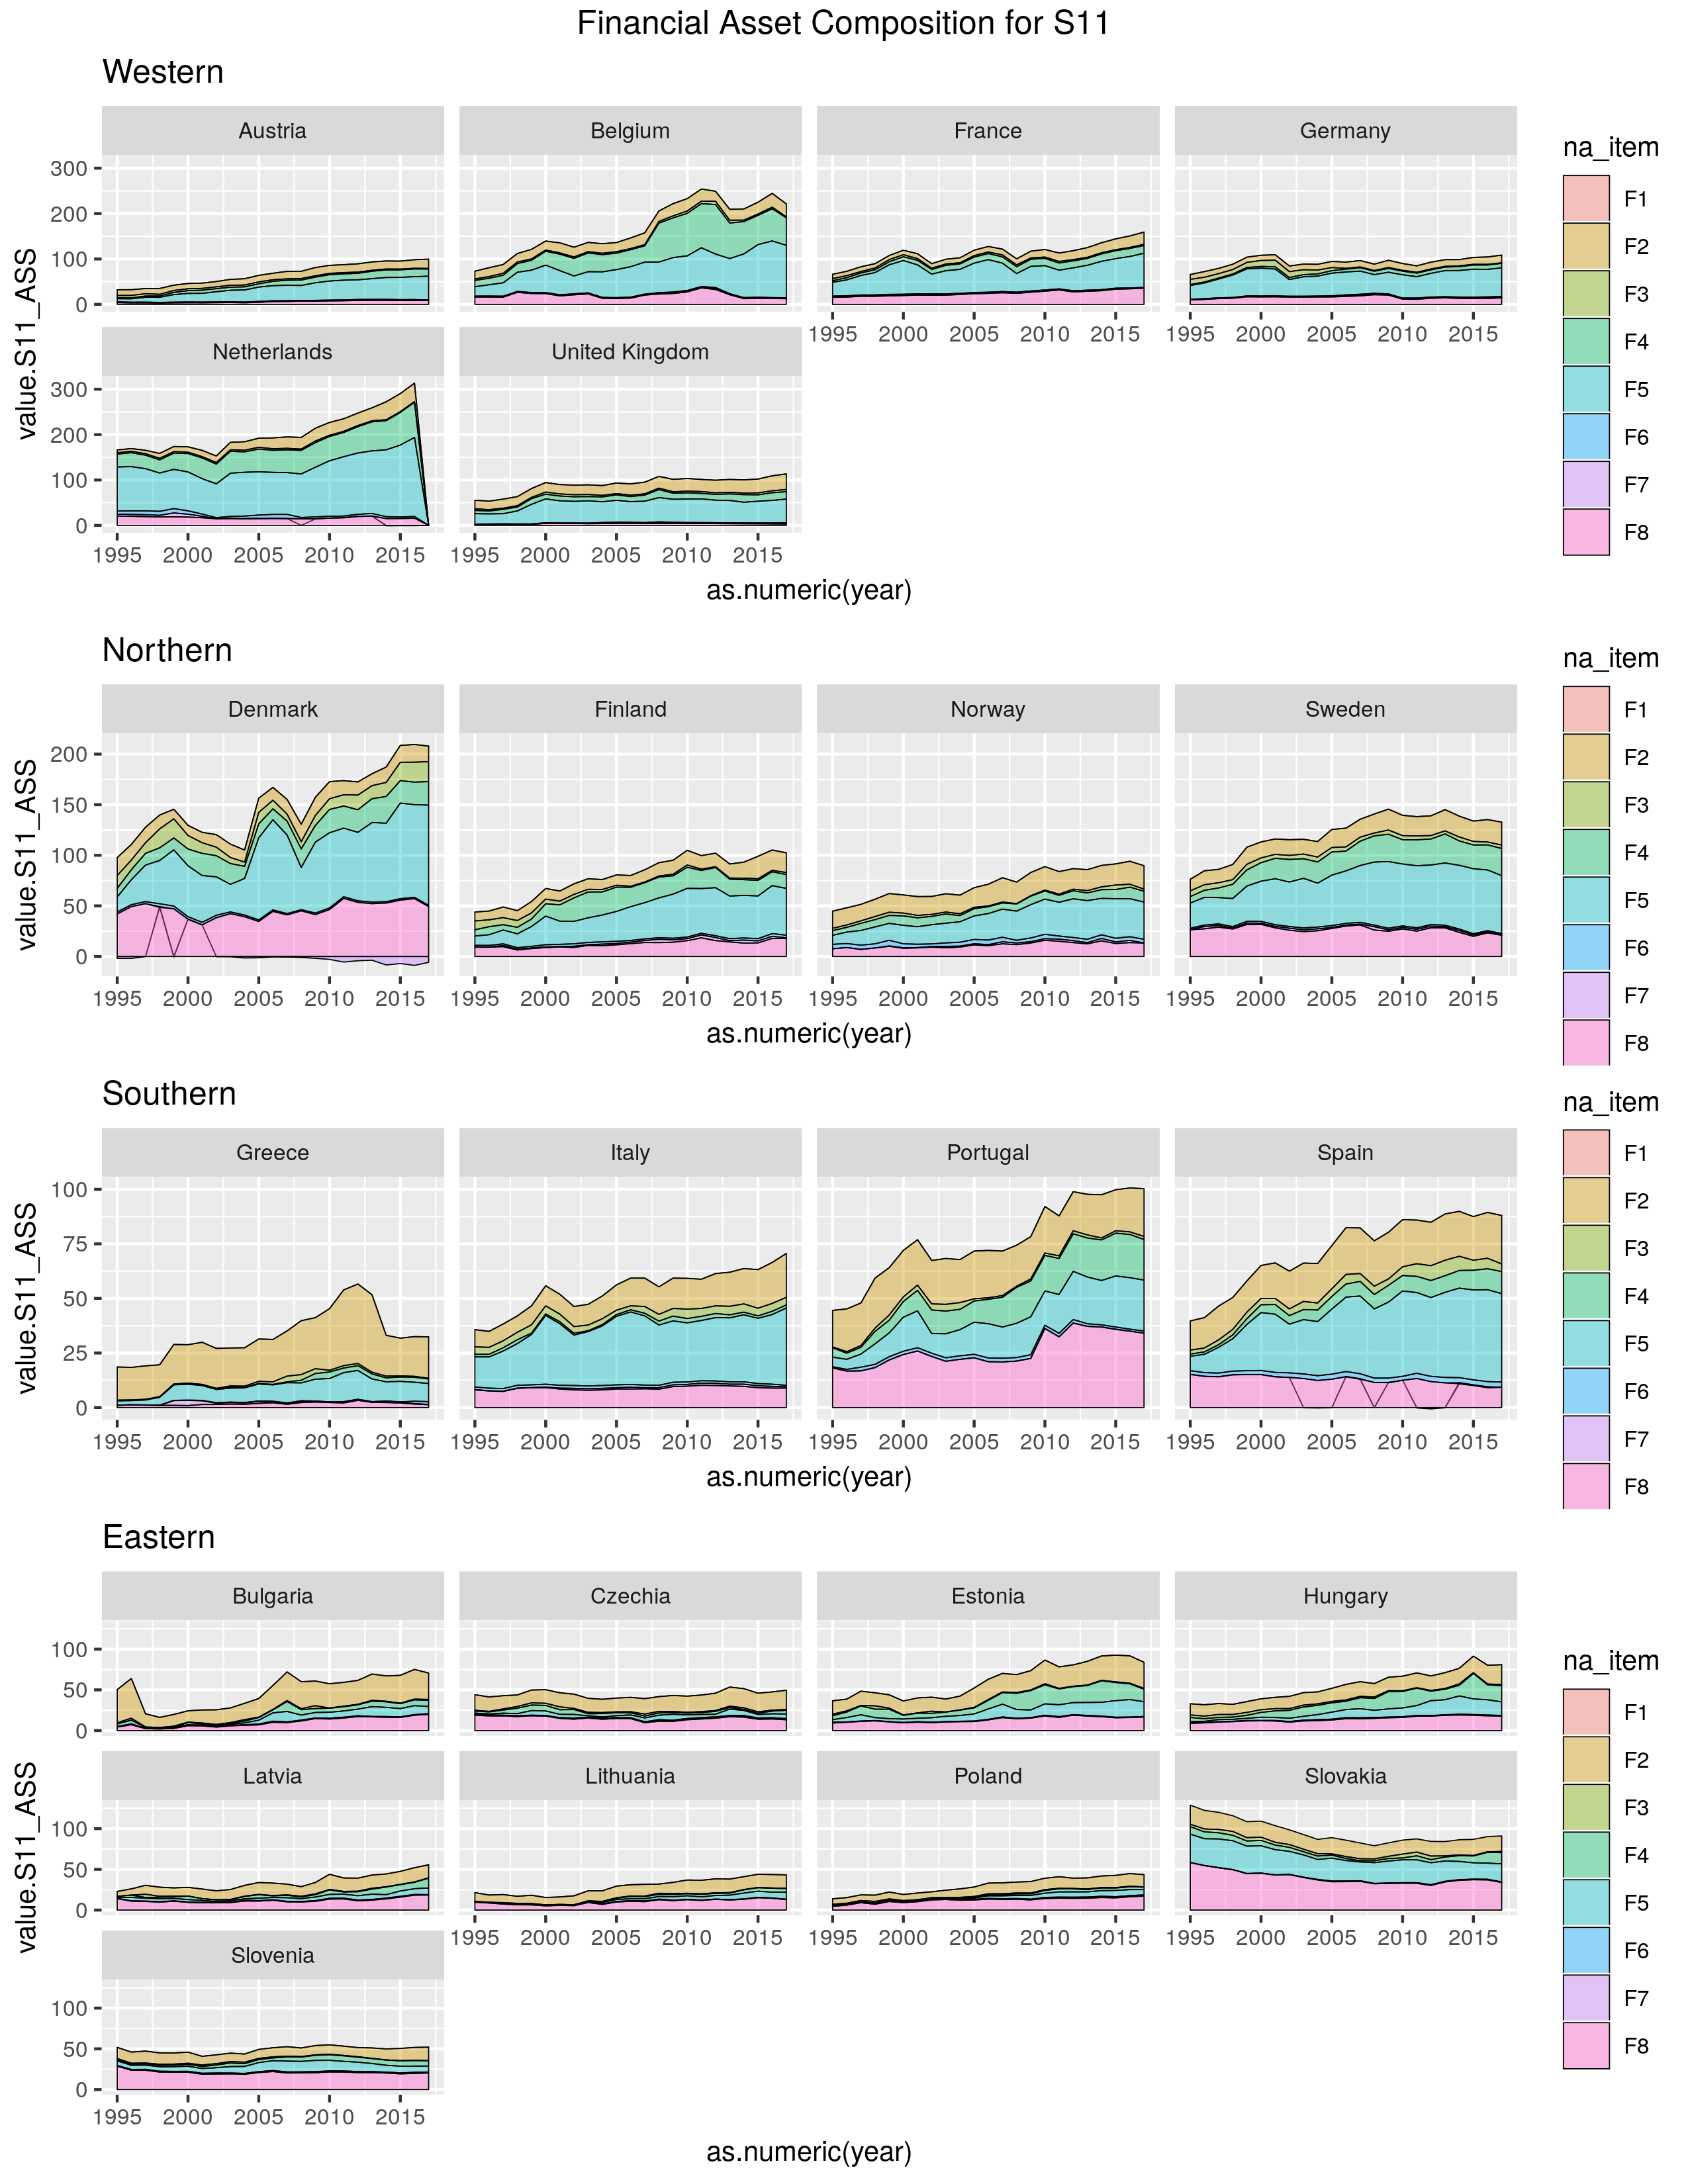 Financial Asset Composition for S11
Western
Austria Belgium France Germany
300
200
100
0
1995 2000 2005 2010 2015 1995 2000 2005 2010 2015
Netherlands United Kingdom
300
200
100
0
1995 2000 2005 2010 2015 1995 2000 2005 2010 2015
value.S11_ASS
as.numeric(year)
na_item
F1
F2
F3
F4
F5
F6
F7
F8
Northern
Denmark Finland Norway Sweden
200
150
100
50
0
1995 2000 2005 2010 2015 1995 2000 2005 2010 2015 1995 2000 2005 2010 2015 1995 2000 2005 2010 2015
value.S11_ASS
as.numeric(year)
na_item
F1
F2
F3
F4
F5
F6
F7
F8
Southern
Greece Italy Portugal Spain
100
75
50
25
0
1995 2000 2005 2010 2015 1995 2000 2005 2010 2015 1995 2000 2005 2010 2015 1995 2000 2005 2010 2015
value.S11_ASS
as.numeric(year)
na_item
F1
F2
F3
F4
F5
F6
F7
F8
Eastern
Bulgaria Czechia Estonia Hungary
100
50
0
Latvia Lithuania Poland Slovakia
100
50
0
1995 2000 2005 2010 2015 1995 2000 2005 2010 2015 1995 2000 2005 2010 2015
Slovenia
100
50
0
1995 2000 2005 2010 2015
value.S11_ASS
as.numeric(year)
na_item
F1
F2
F3
F4
F5
F6
F7
F8